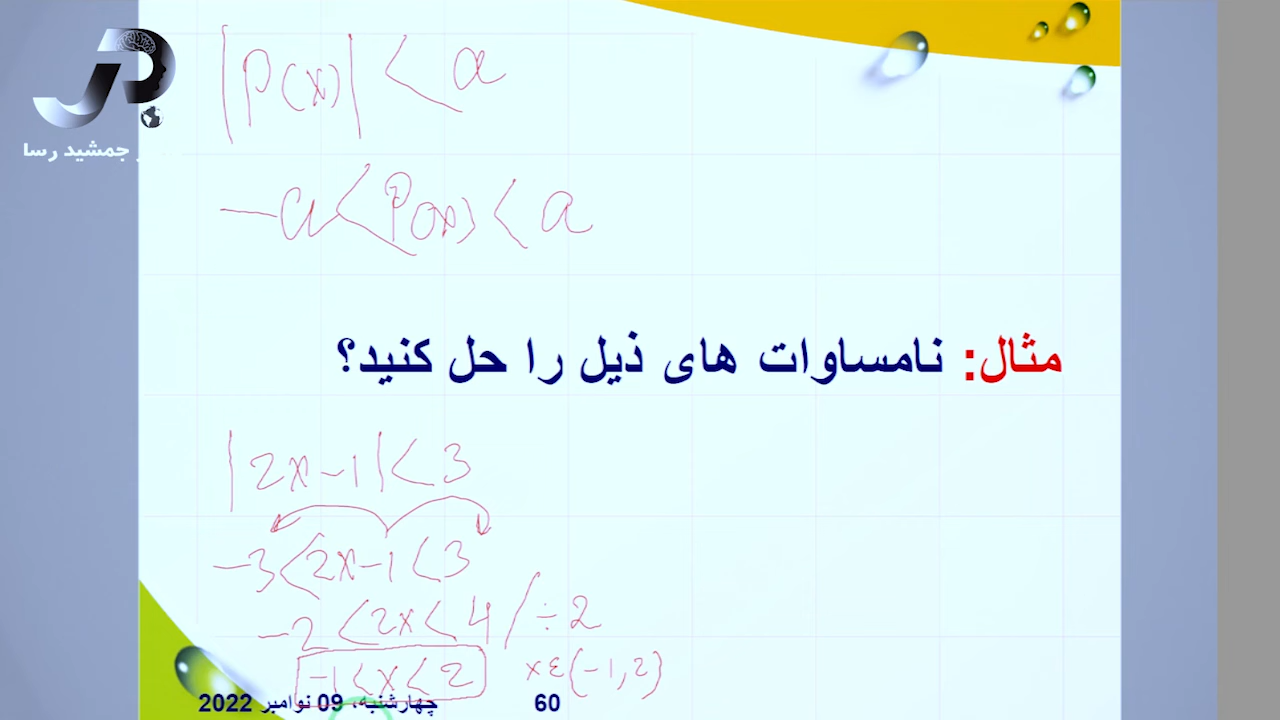 |P(x)| < a
جمشید رسا
-a < P(x) < a
مثال: نامساوات های ذیل را حل کنید؟
|2x-1| < 3
-3 < 2x-1 < 3
-2 < 2x < 4 / ÷2
-1 < x < 2 x ∈ (-1, 2)
چهارشنبه، 09 نوامبر 2022 60